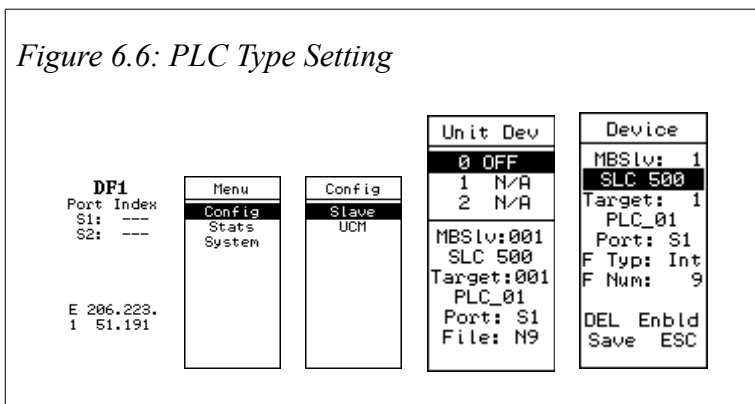 Figure 6.6: PLC Type Setting
DF1
Port Index
S1: ---
S2: ---
E 206.223.
1 51.191
Menu
Config
Stats
System
Config
Slave
UCM
Unit Dev
0 OFF
1 N/A
2 N/A
MBSlv:001
SLC 500
Target:001
PLC_01
Port: S1
File: N9
Device
MBSlv: 1
SLC 500
Target: 1
PLC_01
Port: S1
F Typ: Int
F Num: 9
DEL Enbld
Save ESC